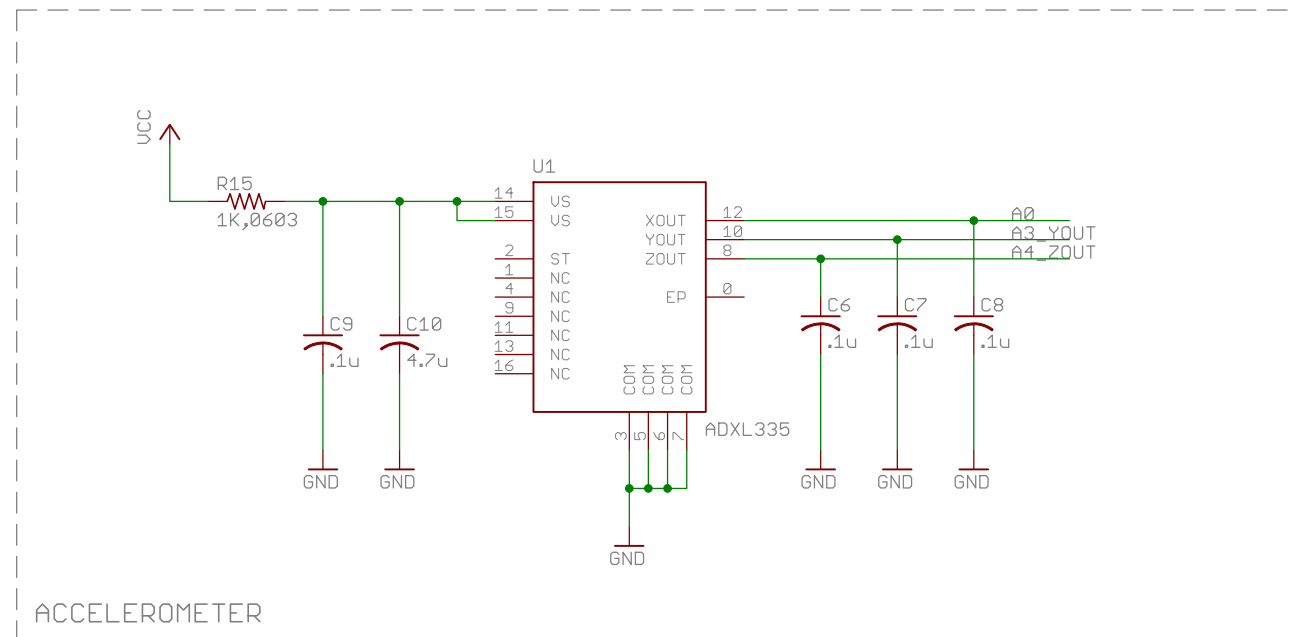 VCC
R15
1K,0603
C9
.1u
GND
C10
4.7u
GND
U1
14 VS
15 VS
2 ST
1 NC
4 NC
9 NC
11 NC
13 NC
16 NC
XOUT 12
YOUT 10
ZOUT 8
EP 0
COM COM COM COM
3 5 6 7
ADXL335
GND
A0
A3_YOUT
A4_ZOUT
C6
.1u
GND
C7
.1u
GND
C8
.1u
GND
ACCELEROMETER